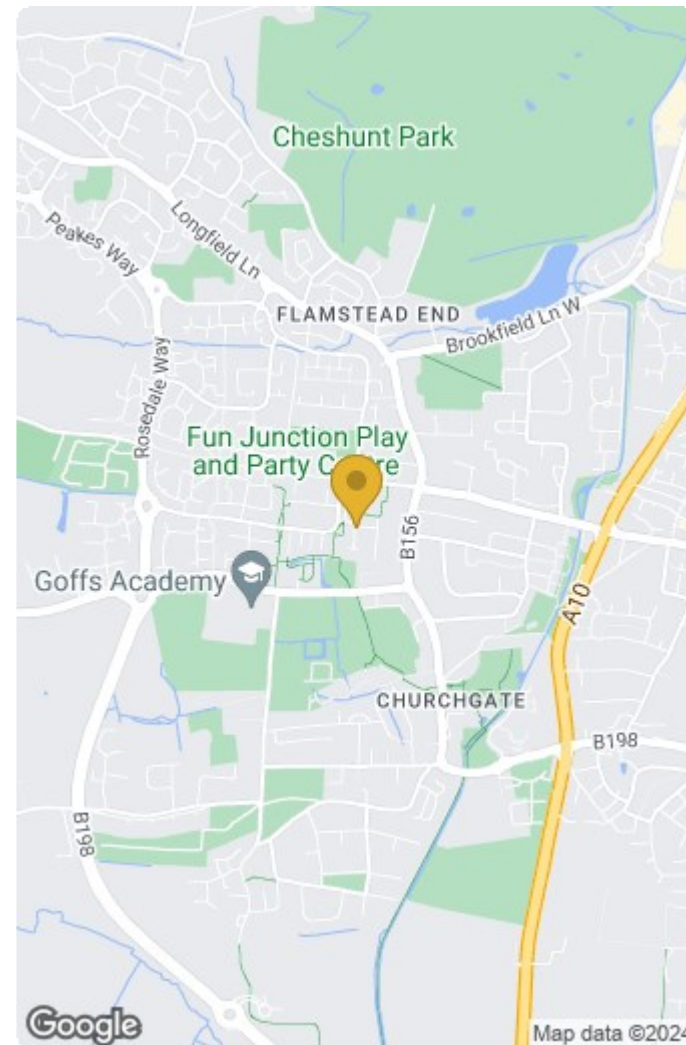 Cheshunt Park
Longfield Ln
Peakes Way
FLAMSTEAD END
Brookfield Ln W
Rosedale Way
Fun Junction Play
and Party Centre
B156
Goffs Academy
A10
CHURCHGATE
B198
B198
Google
Map data ©2024